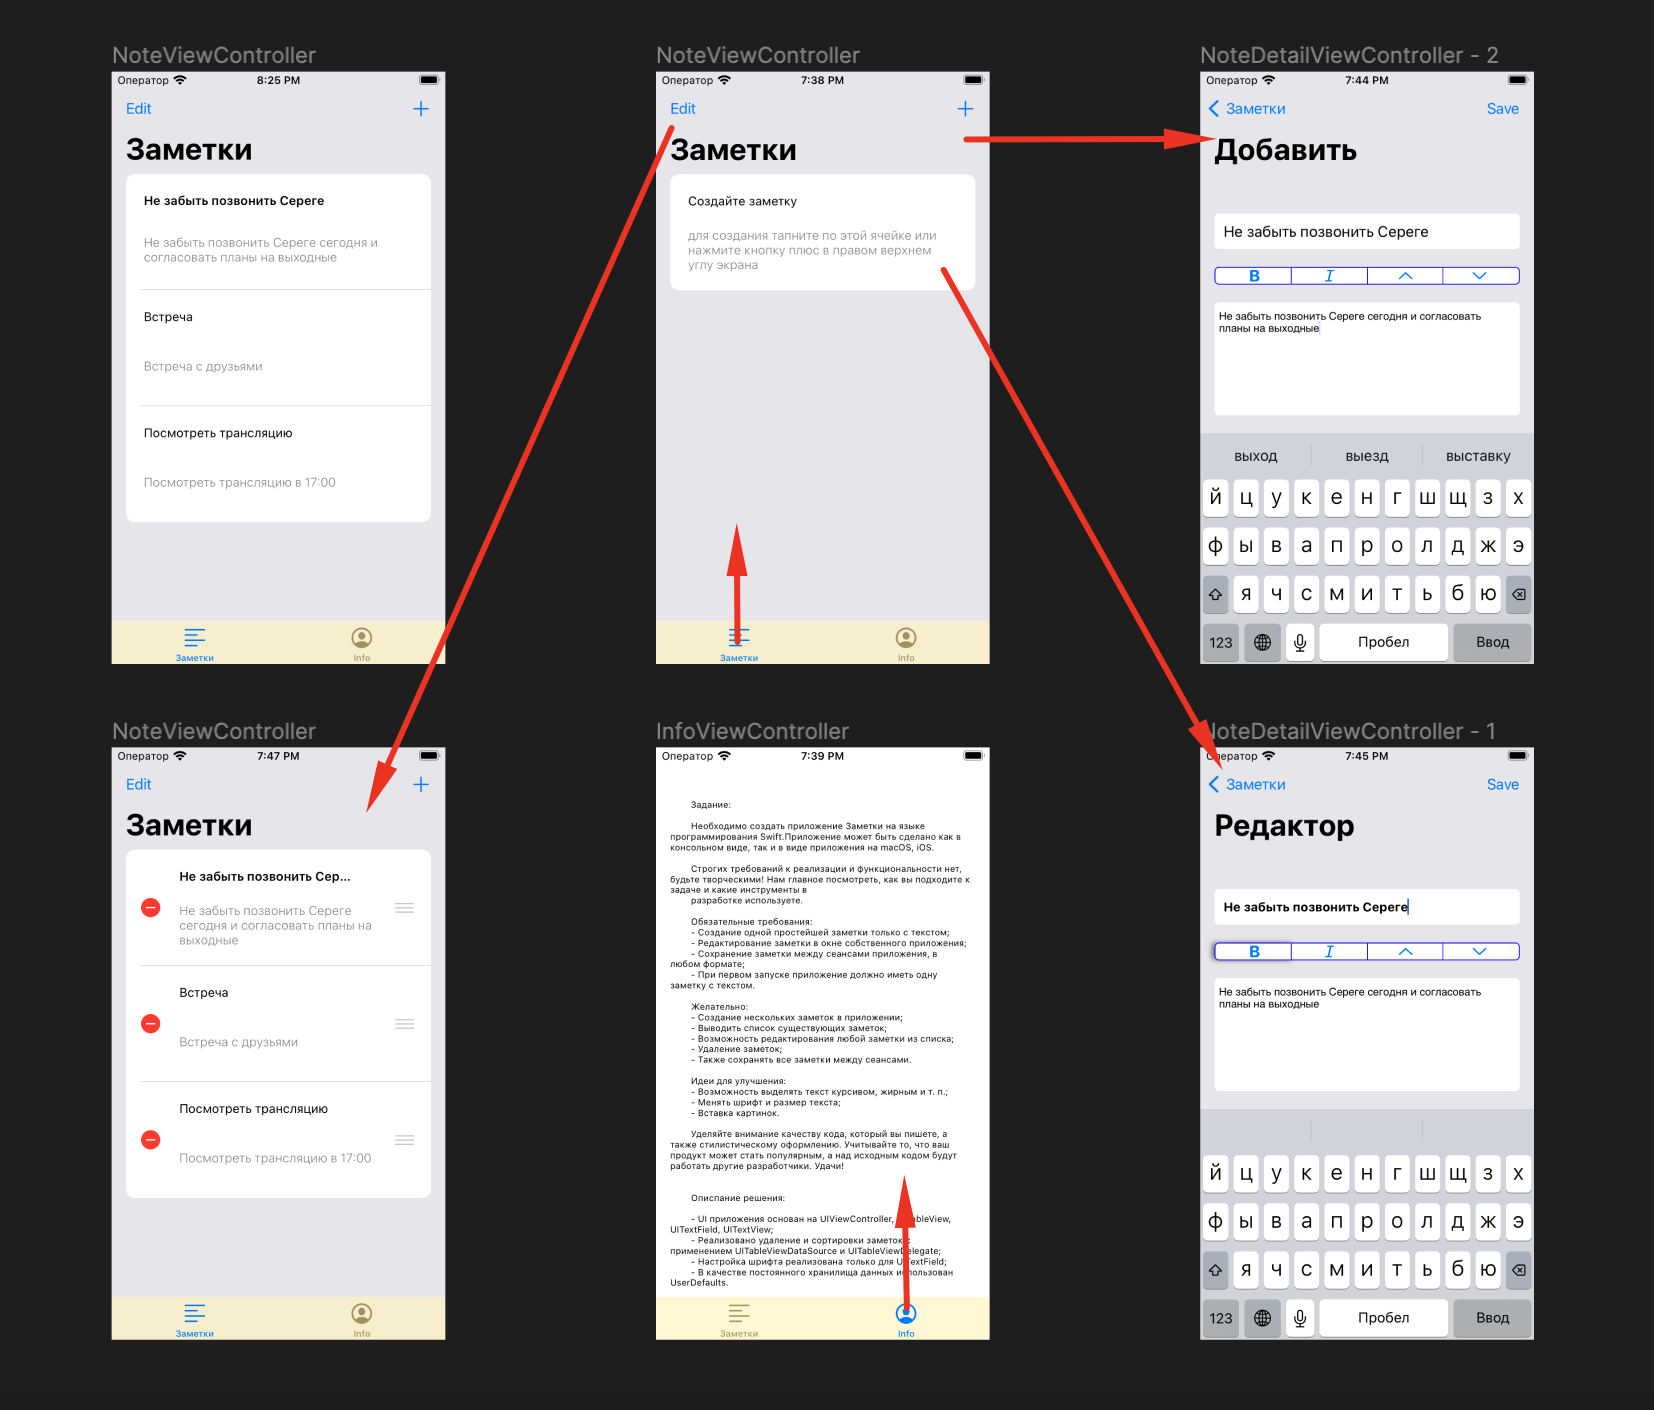 NoteViewController
Оператор 8:25 PM
Edit
Заметки
Не забыть позвонить Сереге
Не забыть позвонить Сереге сегодня и
согласовать планы на выходные
Встреча
Встреча с друзьями
Посмотреть трансляцию
Посмотреть трансляцию в 17:00
Заметки Info
NoteViewController
Оператор 7:38 PM
Edit
Заметки
Создайте заметку
для создания тапните по этой ячейке или
нажмите кнопку плюс в правом верхнем
углу экрана
Заметки Info
NoteDetailViewController - 2
Оператор 7:44 PM
Заметки Save
Добавить
Не забыть позвонить Сереге
B I
Не забыть позвонить Сереге сегодня и согласовать
планы на выходные
выход выезд выставку
й ц у к е н г ш щ з х
ф ы в а п р о л д ж э
я ч с м и т ь б ю
123 Пробел Ввод
NoteViewController
Оператор 7:47 PM
Edit
Заметки
Не забыть позвонить Сер...
Не забыть позвонить Сереге
сегодня и согласовать планы на
выходные
Встреча
Встреча с друзьями
Посмотреть трансляцию
Посмотреть трансляцию в 17:00
Заметки Info
InfoViewController
Оператор 7:39 PM
Задание:
Необходимо создать приложение Заметки на языке
программирования Swift.Приложение может быть сделано как в
консольном виде, так и в виде приложения на macOS, iOS.
Строгих требований к реализации и функциональности нет,
будьте творческими! Нам главное посмотреть, как вы подходите к
задаче и какие инструменты в
разработке используете.
Обязательные требования:
- Создание одной простейшей заметки только с текстом;
- Редактирование заметки в окне собственного приложения;
- Сохранение заметки между сеансами приложения, в
любом формате;
- При первом запуске приложение должно иметь одну
заметку с текстом.
Желательно:
- Создание нескольких заметок в приложении;
- Выводить список существующих заметок;
- Возможность редактирования любой заметки из списка;
- Удаление заметок;
- Также сохранять все заметки между сеансами.
Идеи для улучшения:
- Возможность выделять текст курсивом, жирным и т. п.;
- Менять шрифт и размер текста;
- Вставка картинок.
Уделяйте внимание качеству кода, который вы пишете, а
также стилистическому оформлению. Учитывайте то, что ваш
продукт может стать популярным, а над исходным кодом будут
работать другие разработчики. Удачи!
Описпание решения:
- UI приложения основан на UIViewController, UITableView,
UITextField, UITextView;
- Реализовано удаление и сортировки заметок с
применением UITableViewDataSource и UITableViewDelegate;
- Настройка шрифта реализована только для UITextField;
- В качестве постоянного хранилища данных использован
UserDefaults.
Заметки Info
NoteDetailViewController - 1
Оператор 7:45 PM
Заметки Save
Редактор
Не забыть позвонить Сереге
B I
Не забыть позвонить Сереге сегодня и согласовать
планы на выходные
й ц у к е н г ш щ з х
ф ы в а п р о л д ж э
я ч с м и т ь б ю
123 Пробел Ввод